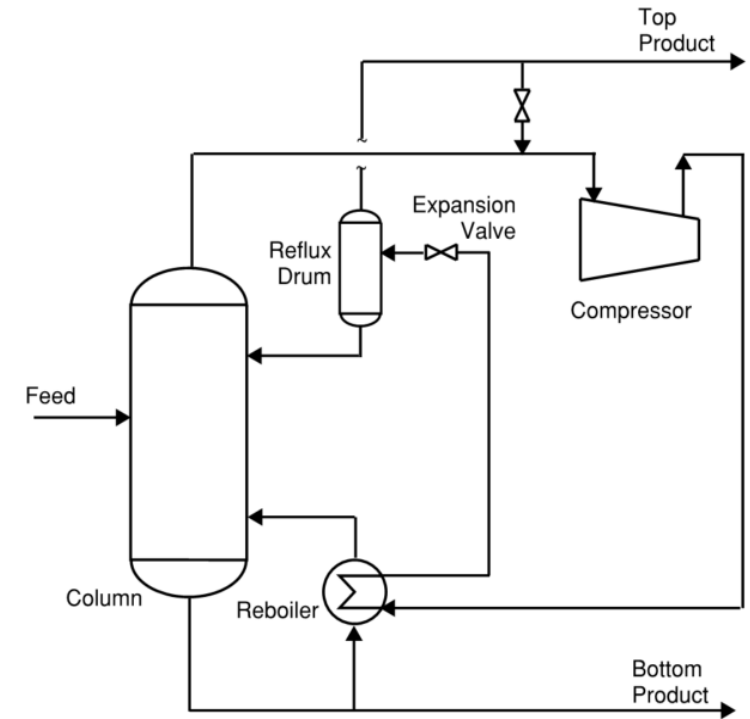 Top
Product
Expansion
Valve
Reflux
Drum
Compressor
Feed
Column
Reboiler
Bottom
Product